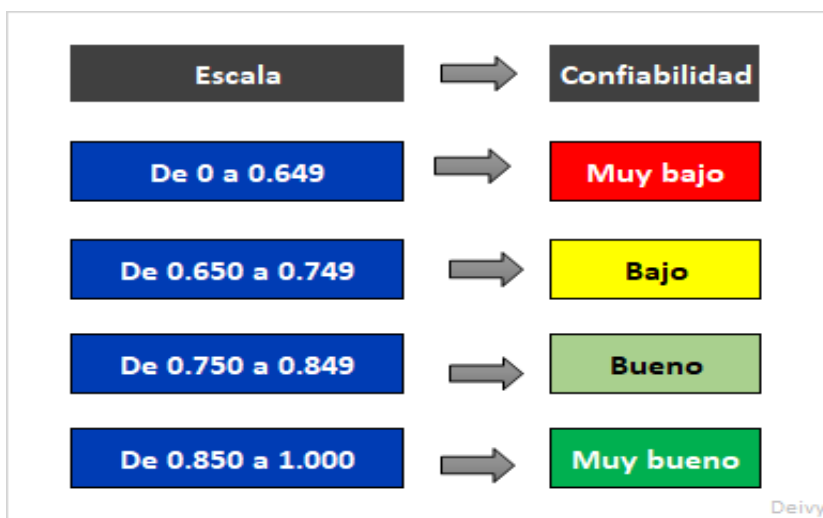 Escala
Confiabilidad
De 0 a 0.649
Muy bajo
De 0.650 a 0.749
Bajo
De 0.750 a 0.849
Bueno
De 0.850 a 1.000
Muy bueno
Deivy